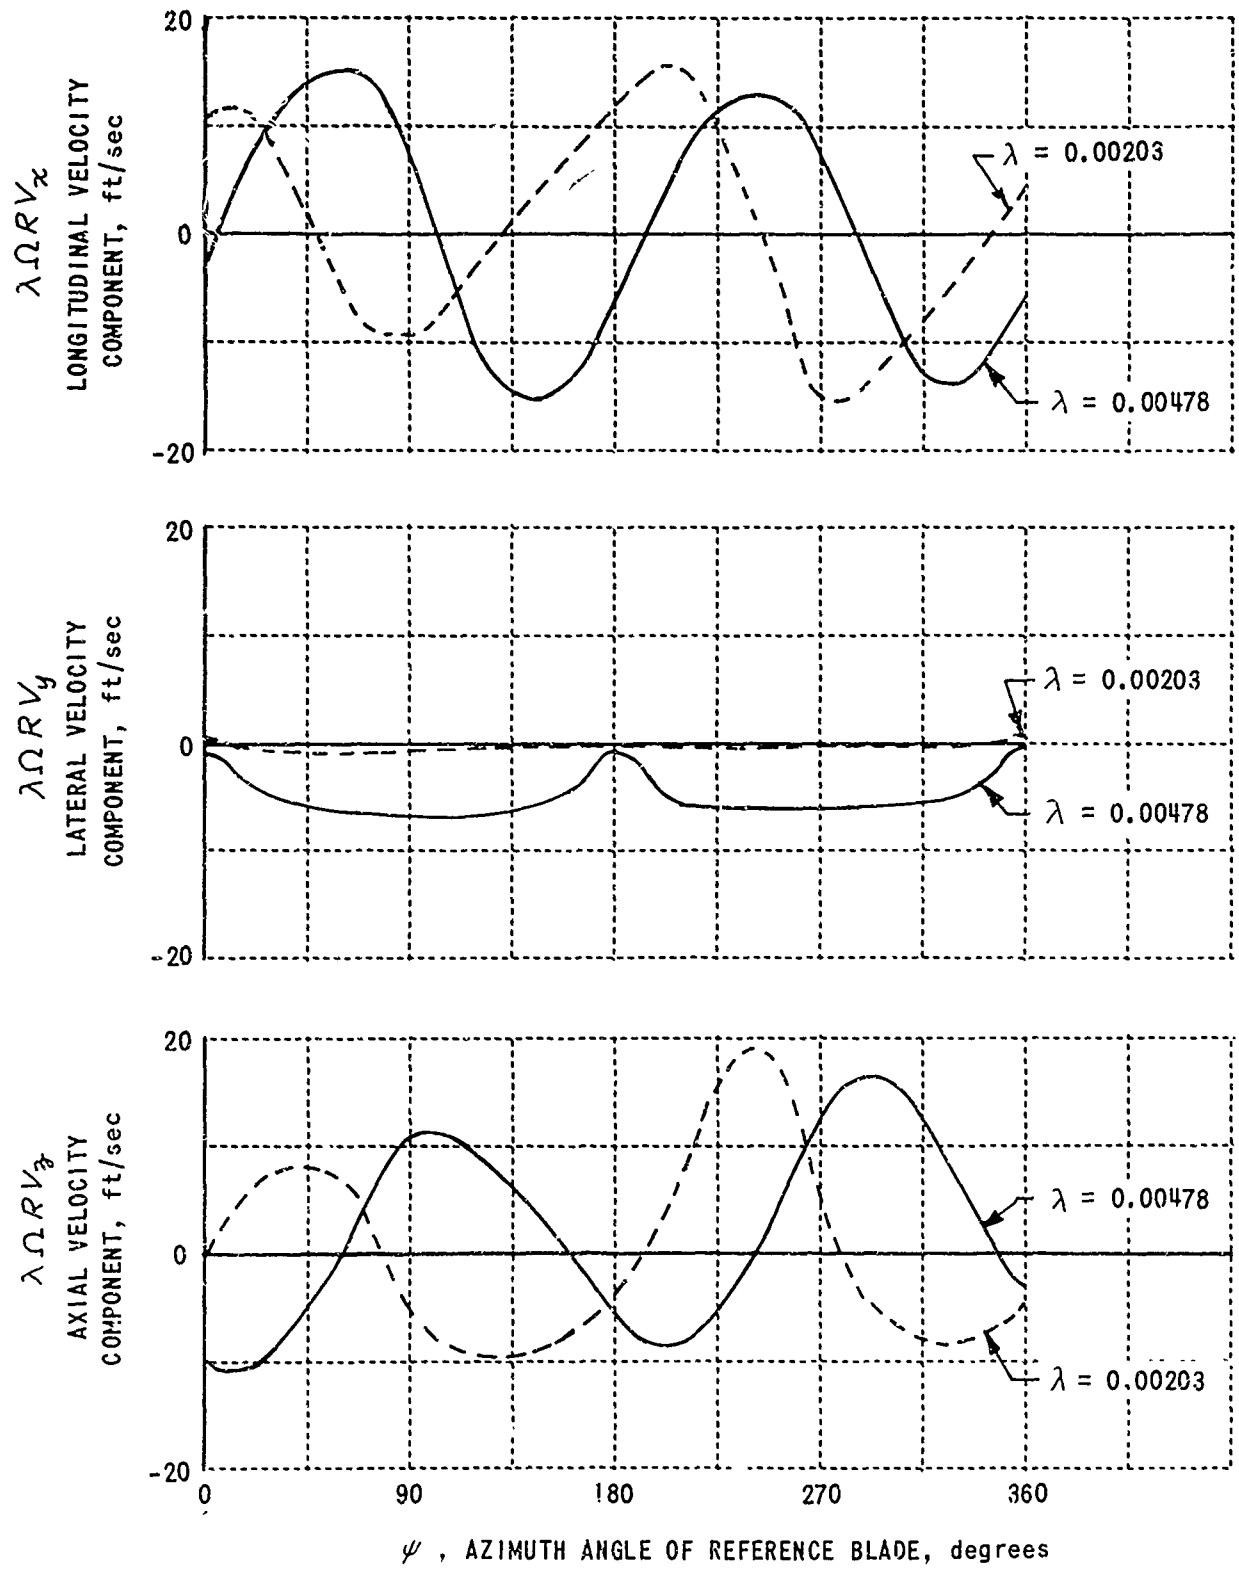 λΩRVx
LONGITUDINAL VELOCITY
COMPONENT, ft/sec
20
0
-20
λ = 0.00203
λ = 0.00478
λΩRVy
LATERAL VELOCITY
COMPONENT, ft/sec
20
0
-20
λ = 0.00203
λ = 0.00478
λΩRVz
AXIAL VELOCITY
COMPONENT, ft/sec
20
0
-20
λ = 0.00478
λ = 0.00203
0 90 180 270 360
ψ , AZIMUTH ANGLE OF REFERENCE BLADE, degrees